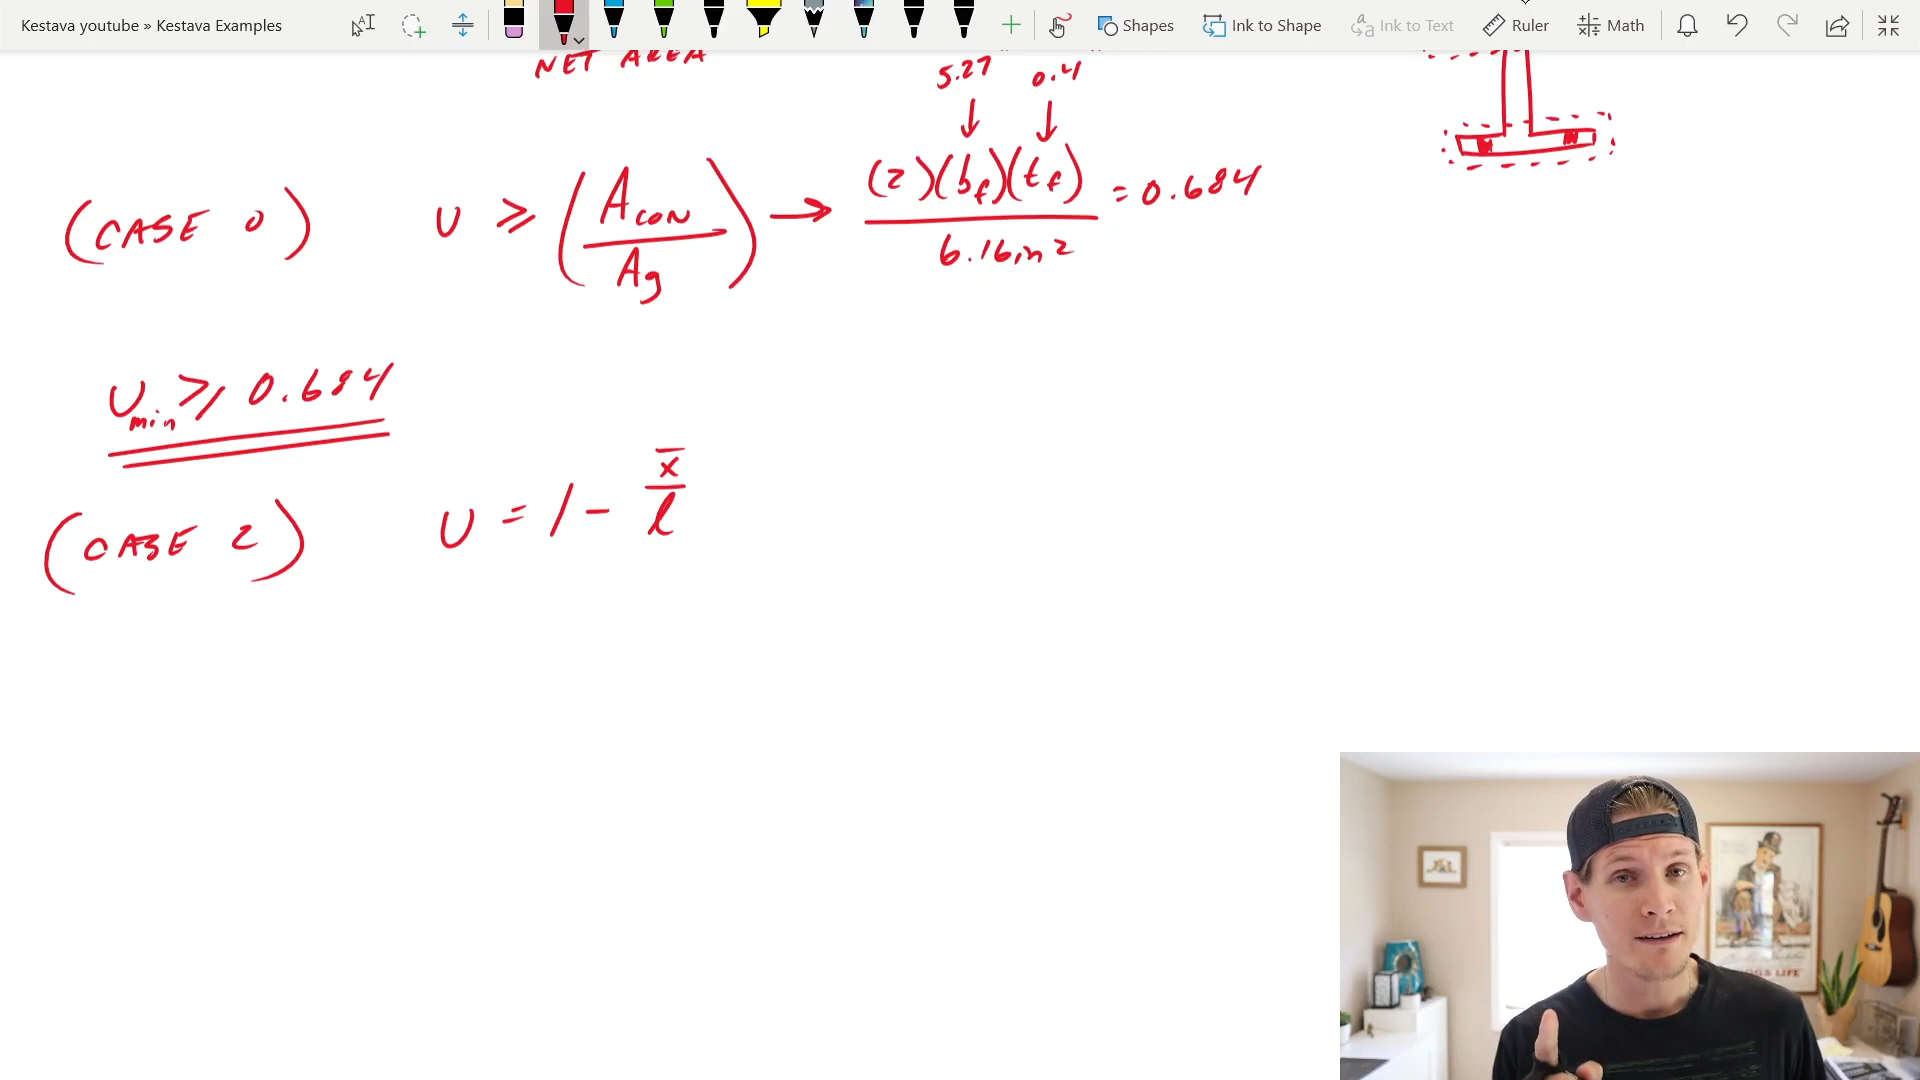 Kestava youtube » Kestava Examples
Shapes
Ink to Shape
Ink to Text
Ruler
Math
NET AREA
5.27" 0.4"
(CASE 0) U ≥ (Acon/Ag) → (2)(bf)(tf)/6.16in² = 0.684
Umin ≥ 0.684
(CASE 2) U = 1 - x̄/l